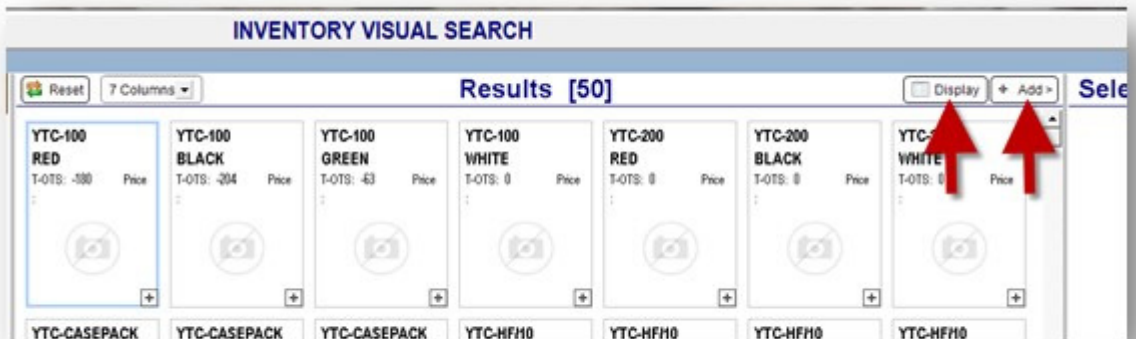 INVENTORY VISUAL SEARCH
Reset 7 Columns Results [50] Display + Add > Sele
YTC-100 YTC-100 YTC-100 YTC-100 YTC-200 YTC-200
RED BLACK GREEN WHITE RED BLACK WHITE
T-OTS: -180 Price T-OTS: -204 Price T-OTS: -63 Price T-OTS: 0 Price T-OTS: 0 Price T-OTS: 0 Price T-OTS: Price
: : : : : : :
+ + + + + + +
YTC-CASEPACK YTC-CASEPACK YTC-CASEPACK YTC-HF/10 YTC-HF/10 YTC-HF/10 YTC-HF/10